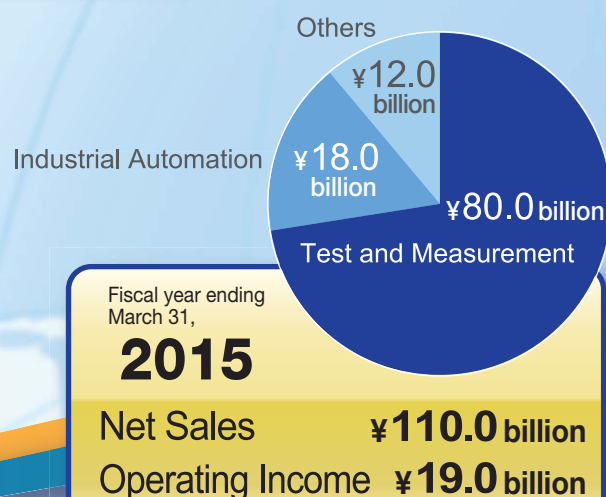 Others
¥12.0
billion
Industrial Automation
¥18.0
billion
¥80.0 billion
Test and Measurement
Fiscal year ending
March 31,
2015
Net Sales ¥110.0 billion
Operating Income ¥19.0 billion